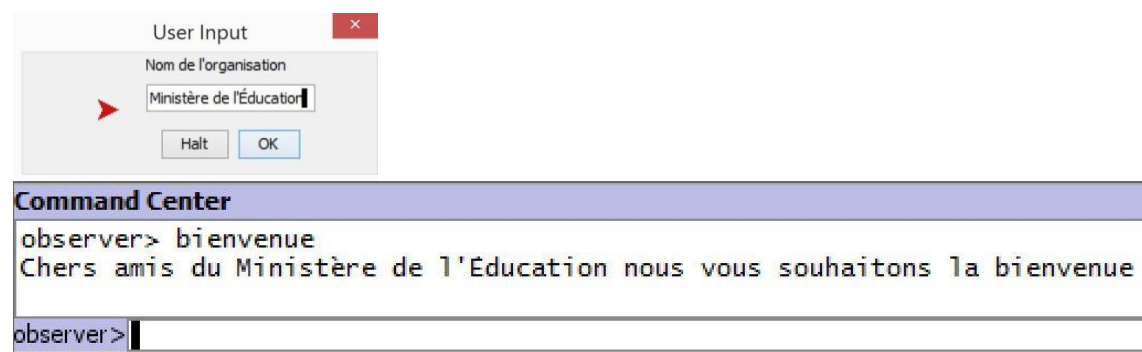 User Input
Nom de l'organisation
Ministère de l'Éducation
Halt OK
Command Center
observer> bienvenue
Chers amis du Ministère de l'Éducation nous vous souhaitons la bienvenue
observer>